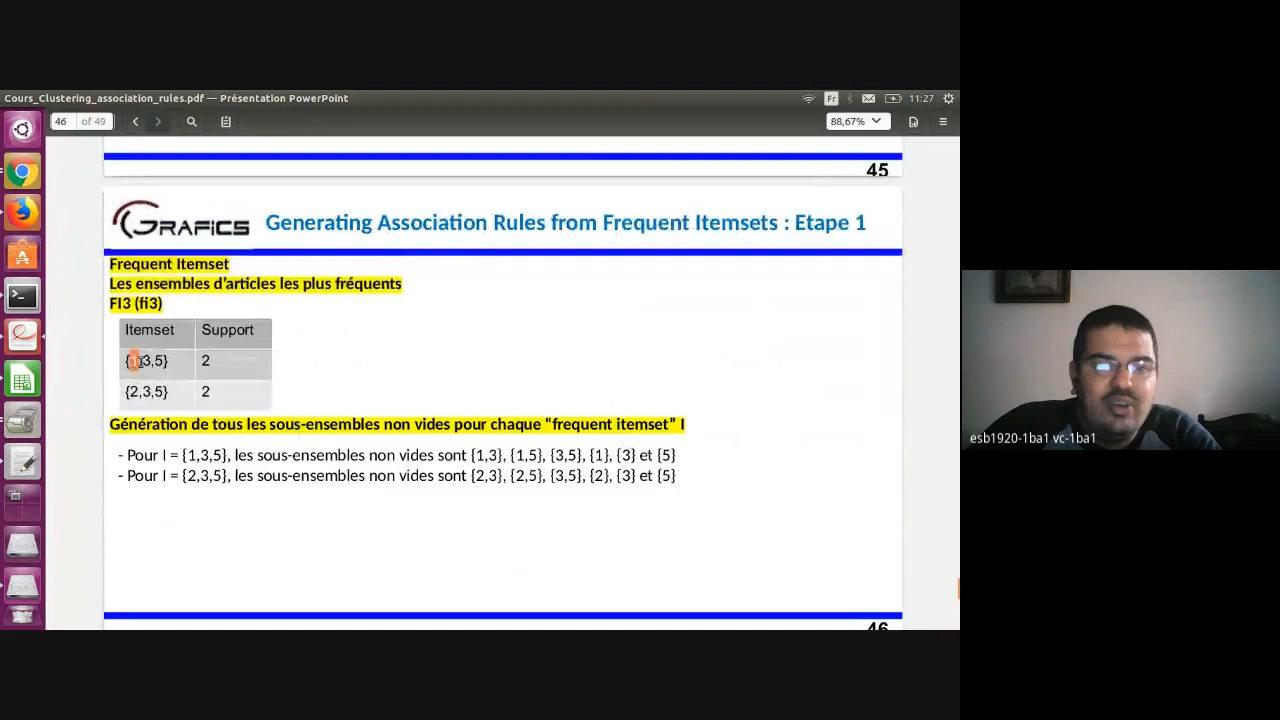 Cours_Clustering_association_rules.pdf — Présentation PowerPoint
Fr
11:27
46 of 49
88,67%
45
GRAFICS
Generating Association Rules from Frequent Itemsets : Etape 1
Frequent Itemset
Les ensembles d'articles les plus fréquents
FI3 (fi3)
Itemset Support
{1,3,5} 2
{2,3,5} 2
Génération de tous les sous-ensembles non vides pour chaque “frequent itemset” I
- Pour I = {1,3,5}, les sous-ensembles non vides sont {1,3}, {1,5}, {3,5}, {1}, {3} et {5}
- Pour I = {2,3,5}, les sous-ensembles non vides sont {2,3}, {2,5}, {3,5}, {2}, {3} et {5}
46
esb1920-1ba1 vc-1ba1